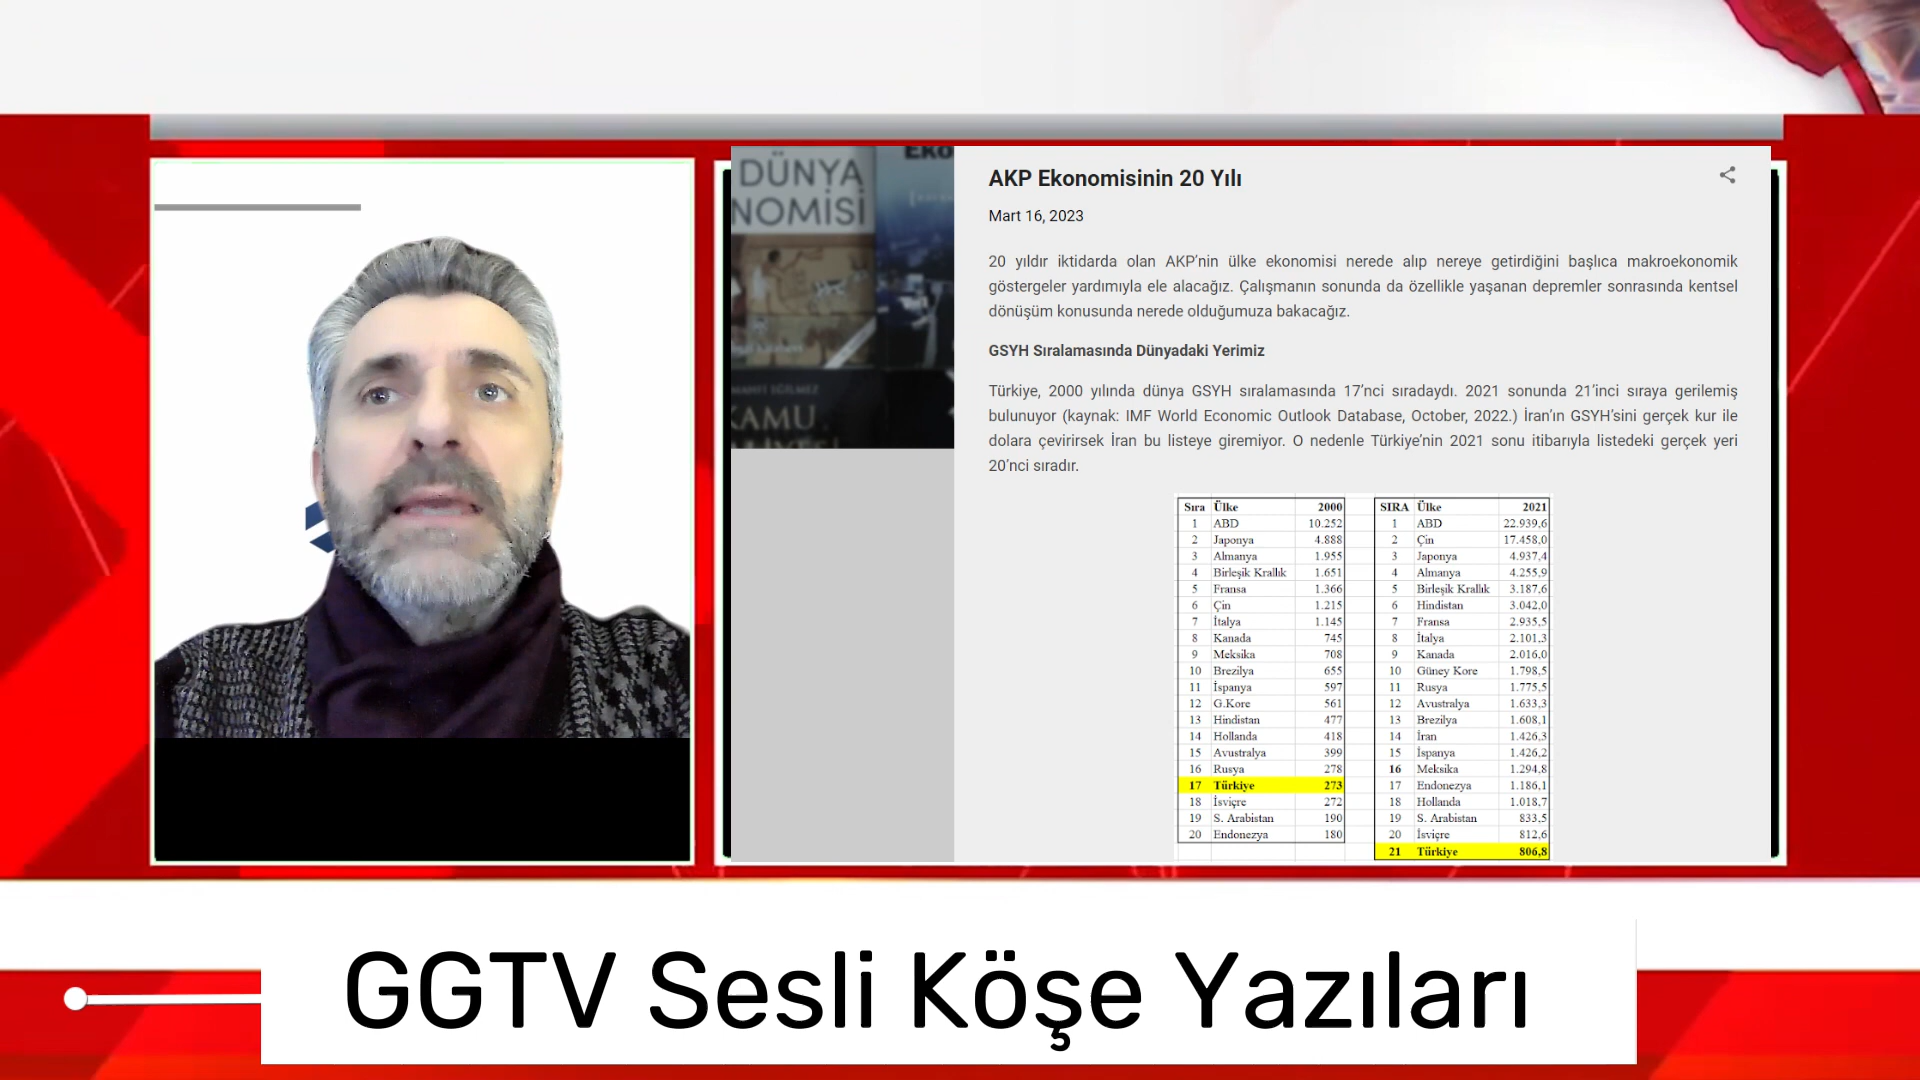 DÜNYA
NOMİSİ
EKO
MAHFİ EĞİLMEZ
KAMU
AKP Ekonomisinin 20 Yılı
Mart 16, 2023
20 yıldır iktidarda olan AKP’nin ülke ekonomisi nerede alıp nereye getirdiğini başlıca makroekonomik
göstergeler yardımıyla ele alacağız. Çalışmanın sonunda da özellikle yaşanan depremler sonrasında kentsel
dönüşüm konusunda nerede olduğumuza bakacağız.
GSYH Sıralamasında Dünyadaki Yerimiz
Türkiye, 2000 yılında dünya GSYH sıralamasında 17’nci sıradaydı. 2021 sonunda 21’inci sıraya gerilemiş
bulunuyor (kaynak: IMF World Economic Outlook Database, October, 2022.) İran’ın GSYH’sini gerçek kur ile
dolara çevirirsek İran bu listeye giremiyor. O nedenle Türkiye’nin 2021 sonu itibarıyla listedeki gerçek yeri
20’nci sıradır.
Sıra Ülke 2000 SIRA Ülke 2021
1 ABD 10.252 1 ABD 22.939,6
2 Japonya 4.888 2 Çin 17.458,0
3 Almanya 1.955 3 Japonya 4.937,4
4 Birleşik Krallık 1.651 4 Almanya 4.255,9
5 Fransa 1.366 5 Birleşik Krallık 3.187,6
6 Çin 1.215 6 Hindistan 3.042,0
7 İtalya 1.145 7 Fransa 2.935,5
8 Kanada 745 8 İtalya 2.101,3
9 Meksika 708 9 Kanada 2.016,0
10 Brezilya 655 10 Güney Kore 1.798,5
11 İspanya 597 11 Rusya 1.775,5
12 G.Kore 561 12 Avustralya 1.633,3
13 Hindistan 477 13 Brezilya 1.608,1
14 Hollanda 418 14 İran 1.426,3
15 Avustralya 399 15 İspanya 1.426,2
16 Rusya 278 16 Meksika 1.294,8
17 Türkiye 273 17 Endonezya 1.186,1
18 İsviçre 272 18 Hollanda 1.018,7
19 S. Arabistan 190 19 S. Arabistan 833,5
20 Endonezya 180 20 İsviçre 812,6
21 Türkiye 806,8
GGTV Sesli Köşe Yazıları